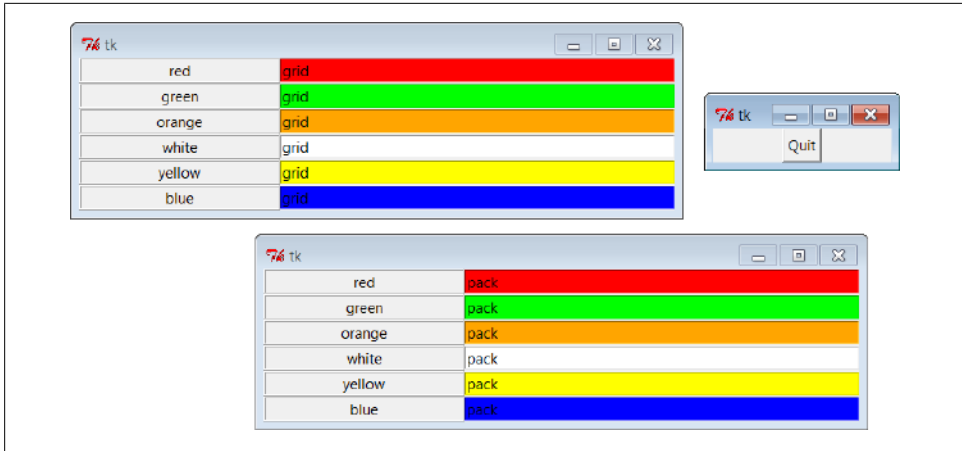 tk
red grid
green grid
orange grid
white grid
yellow grid
blue grid
tk
Quit
tk
red pack
green pack
orange pack
white pack
yellow pack
blue pack